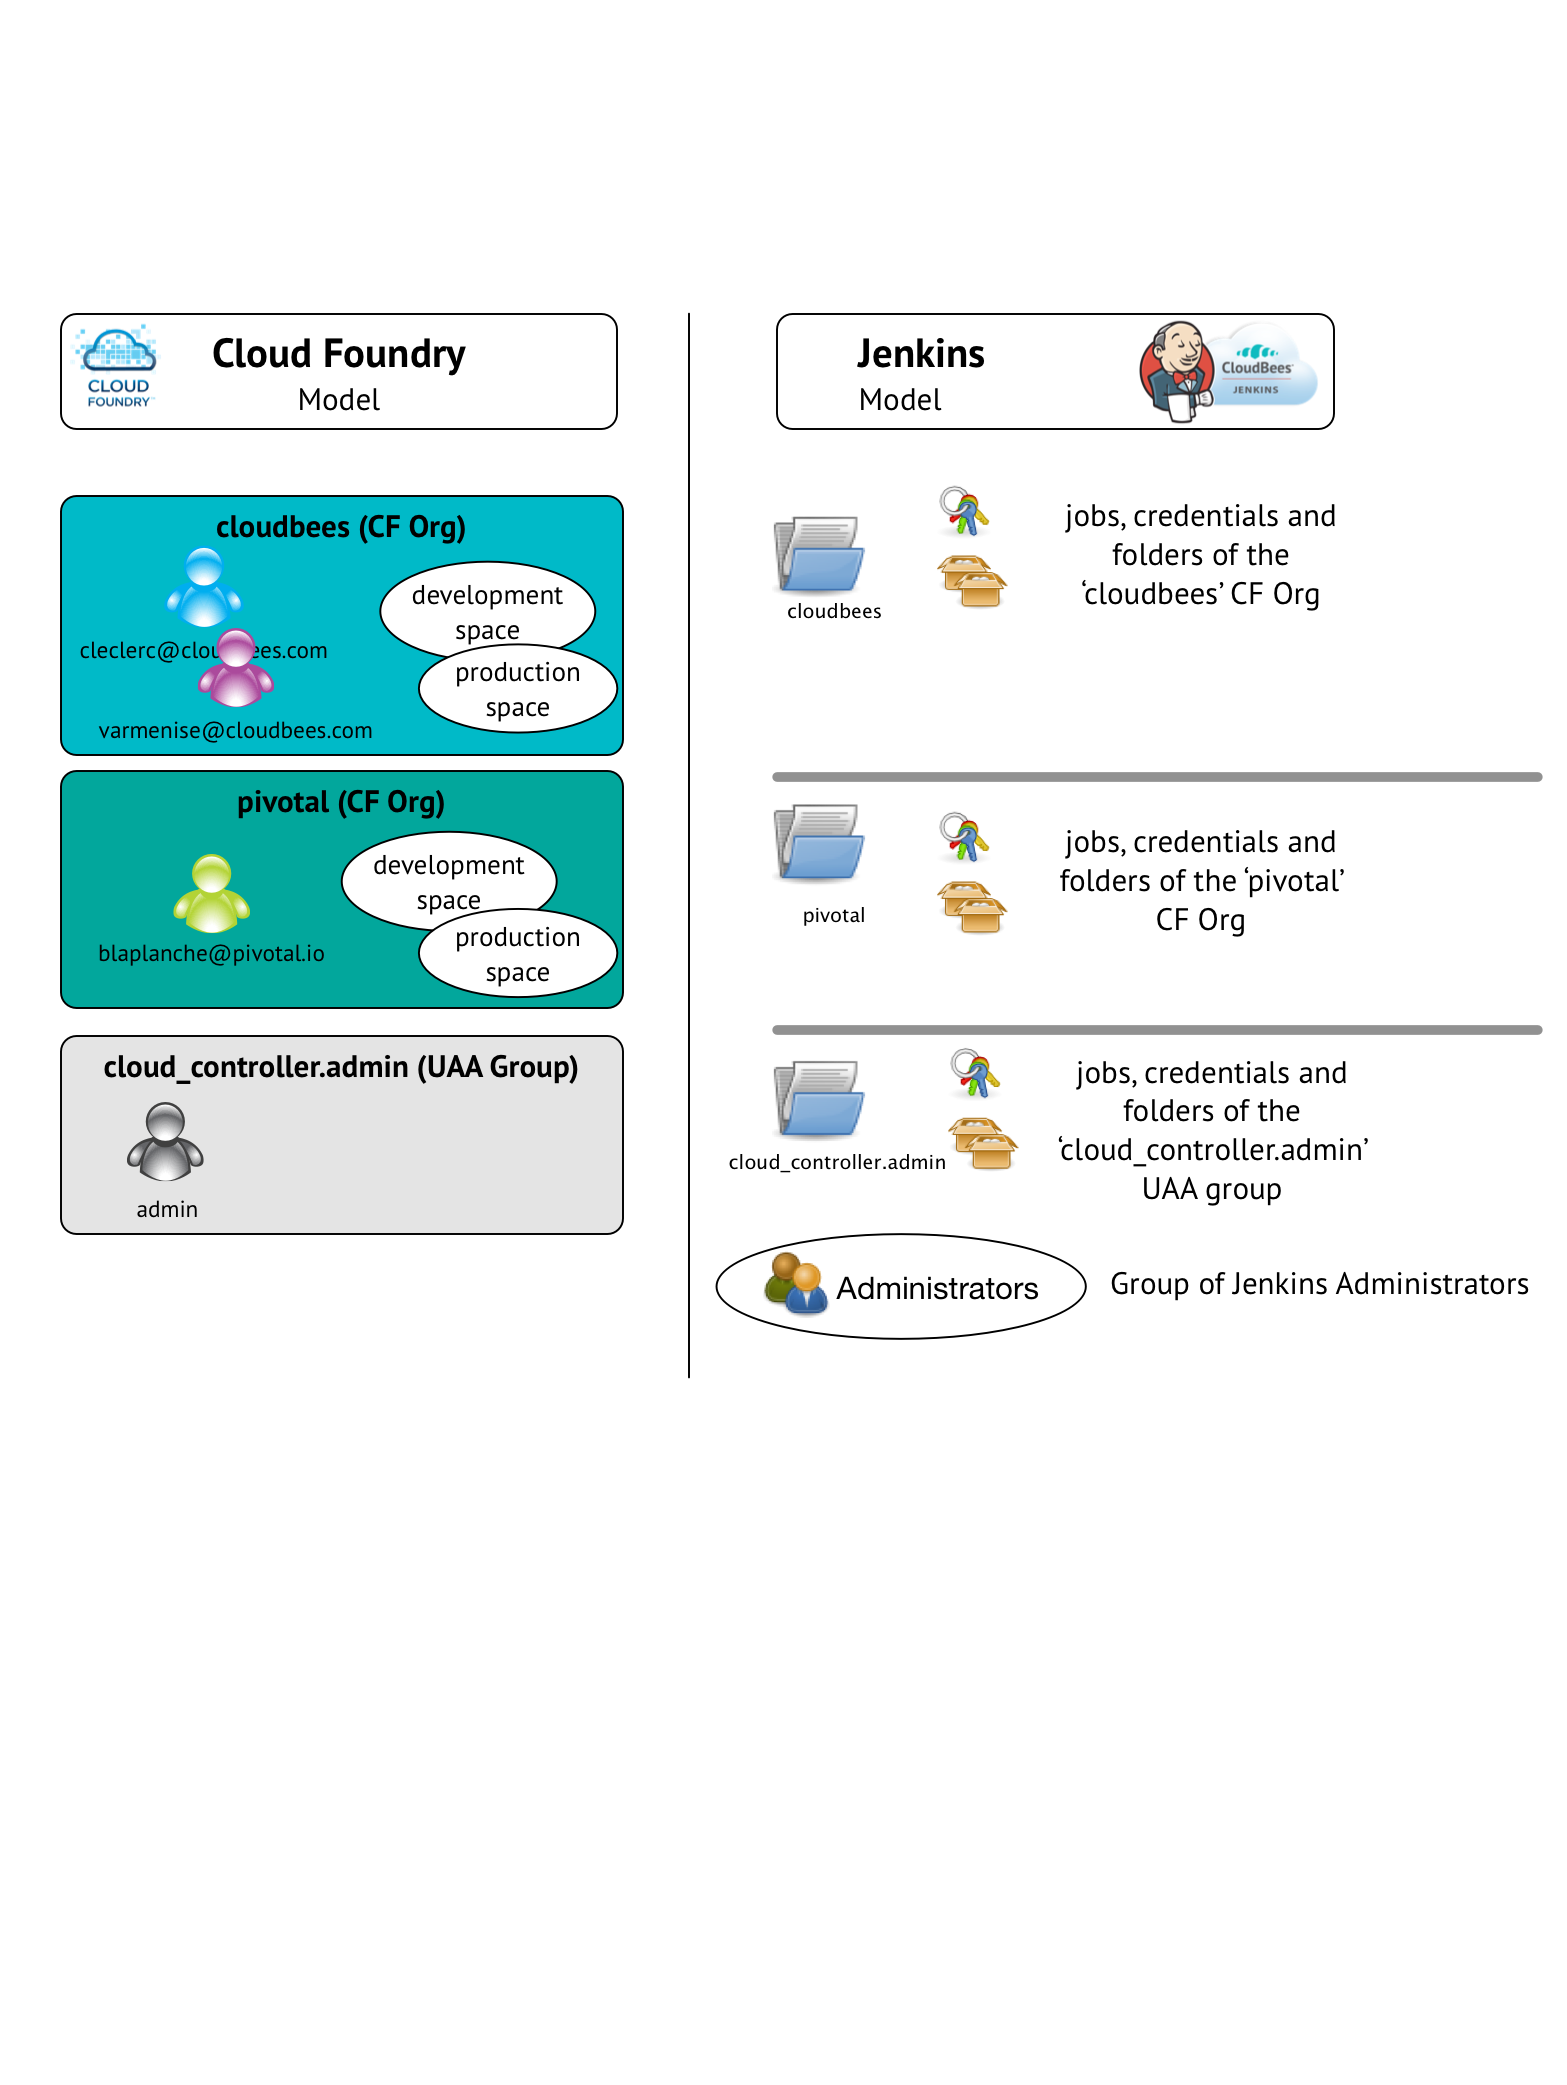 CLOUD
FOUNDRY
Cloud Foundry
Model
cloudbees (CF Org)
cleclerc@cloudbees.com
varmenise@cloudbees.com
development
space
production
space
pivotal (CF Org)
blaplanche@pivotal.io
development
space
production
space
cloud_controller.admin (UAA Group)
admin
Jenkins
Model
CloudBees
JENKINS
cloudbees
jobs, credentials and
folders of the
‘cloudbees’ CF Org
pivotal
jobs, credentials and
folders of the ‘pivotal’
CF Org
cloud_controller.admin
jobs, credentials and
folders of the
‘cloud_controller.admin’
UAA group
Administrators
Group of Jenkins Administrators